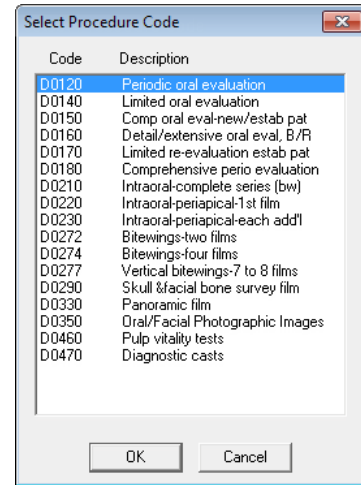 Select Procedure Code
Code Description
D0120 Periodic oral evaluation
D0140 Limited oral evaluation
D0150 Comp oral eval-new/estab pat
D0160 Detail/extensive oral eval, B/R
D0170 Limited re-evaluation estab pat
D0180 Comprehensive perio evaluation
D0210 Intraoral-complete series (bw)
D0220 Intraoral-periapical-1st film
D0230 Intraoral-periapical-each add'l
D0272 Bitewings-two films
D0274 Bitewings-four films
D0277 Vertical bitewings-7 to 8 films
D0290 Skull &facial bone survey film
D0330 Panoramic film
D0350 Oral/Facial Photographic Images
D0460 Pulp vitality tests
D0470 Diagnostic casts
OK Cancel